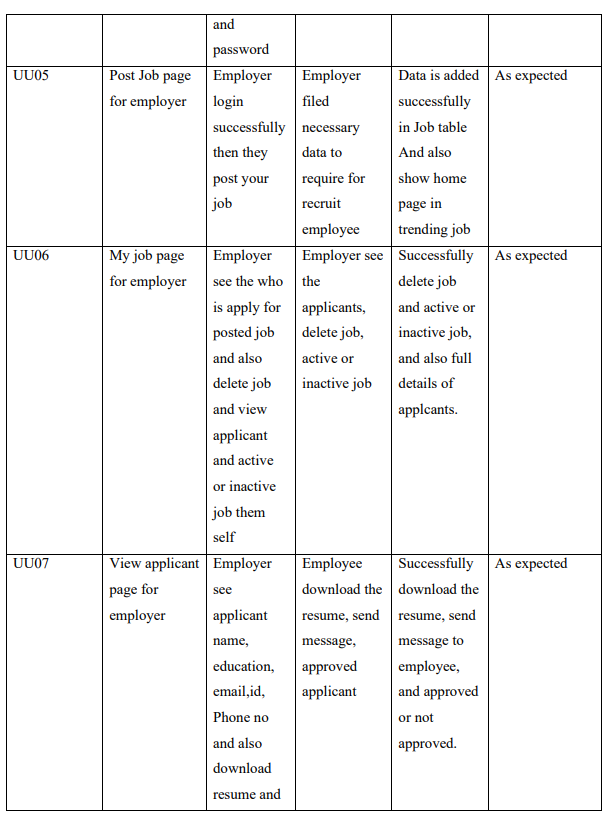 and
password
UU05
Post Job page
for employer
Employer
login
successfully
then they
post your
job
Employer
filed
necessary
data to
require for
recruit
employee
Data is added
successfully
in Job table
And also
show home
page in
trending job
As expected
UU06
My job page
for employer
Employer
see the who
is apply for
posted job
and also
delete job
and view
applicant
and active
or inactive
job them
self
Employer see
the
applicants,
delete job,
active or
inactive job
Successfully
delete job
and active or
inactive job,
and also full
details of
applcants.
As expected
UU07
View applicant
page for
employer
Employer
see
applicant
name,
education,
email,id,
Phone no
and also
download
resume and
Employee
download the
resume, send
message,
approved
applicant
Successfully
download the
resume, send
message to
employee,
and approved
or not
approved.
As expected